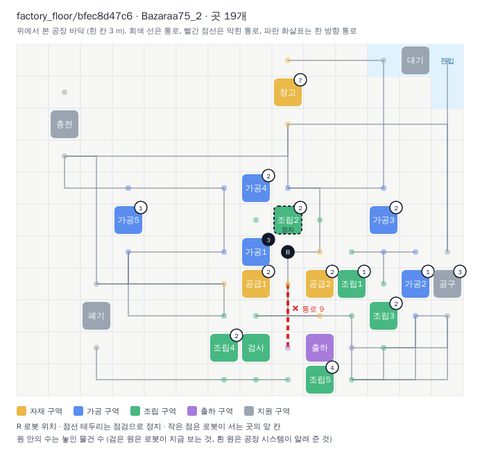 factory_floor/bfec8d47c6 · Bazaraa75_2 · 곳 19개
위에서 본 공장 바닥 (한 칸 3 m). 회색 선은 통로, 빨간 점선은 막힌 통로, 파란 화살표는 한 방향 통로
대기
진입
7
창고
충전
2
가공4
1
가공5
2
조립2
정지
2
가공3
3
가공1
R
2
공급1
2
공급2
1
조립1
1
가공2
3
공구
폐기
✕ 통로 9
2
조립3
2
조립4
검사
출하
4
조립5
자재 구역
가공 구역
조립 구역
출하 구역
지원 구역
R 로봇 위치 · 점선 테두리는 점검으로 정지 · 작은 점은 로봇이 서는 곳의 앞 칸
원 안의 수는 놓인 물건 수 (검은 원은 로봇이 지금 보는 것, 흰 원은 공장 시스템이 알려 준 것)